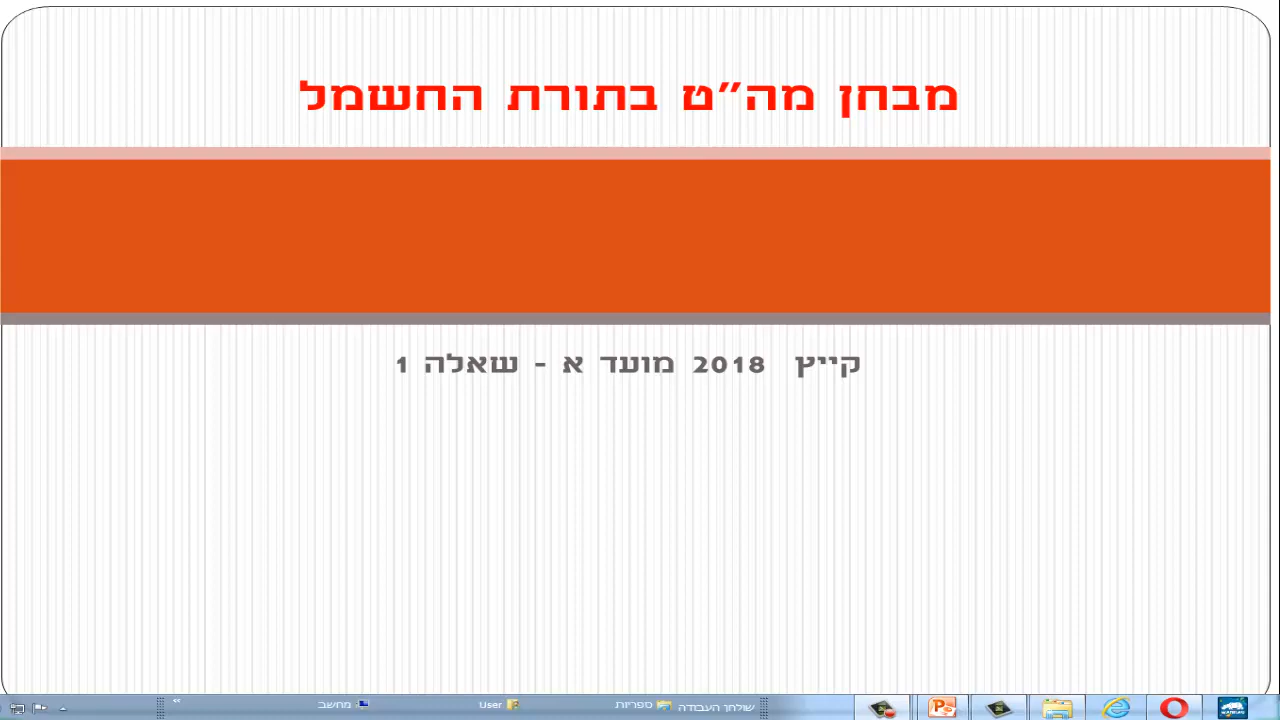 מבחן מה"ט בתורת החשמל
קייץ 2018 מועד א - שאלה 1
שולחן העבודה
ספריות
User
מחשב